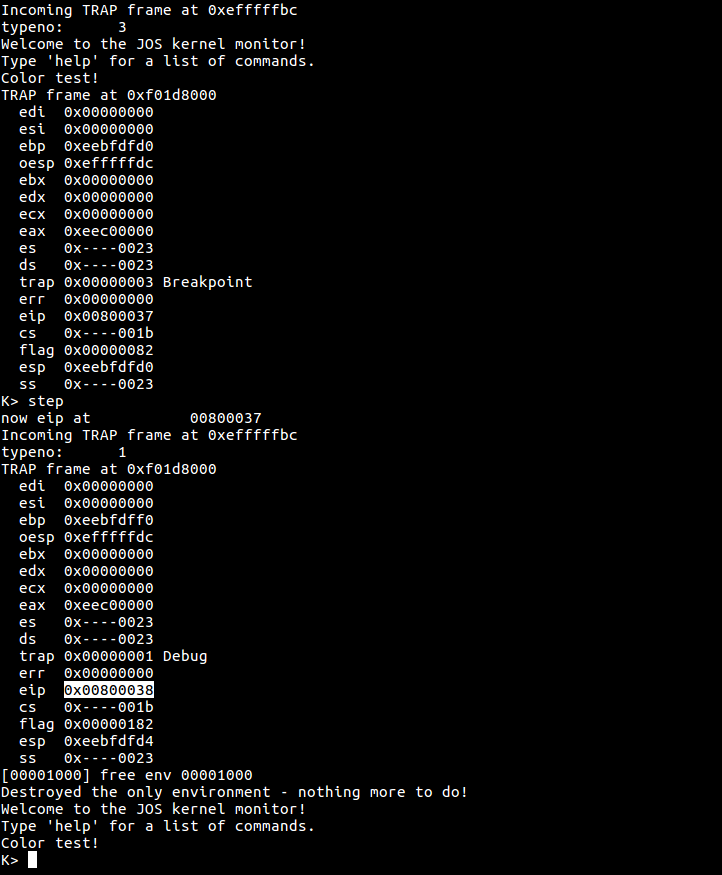 Incoming TRAP frame at 0xefffffbc
typeno:      3
Welcome to the JOS kernel monitor!
Type 'help' for a list of commands.
Color test!
TRAP frame at 0xf01d8000
  edi  0x00000000
  esi  0x00000000
  ebp  0xeebfdfd0
  oesp 0xefffffdc
  ebx  0x00000000
  edx  0x00000000
  ecx  0x00000000
  eax  0xeec00000
  es   0x----0023
  ds   0x----0023
  trap 0x00000003 Breakpoint
  err  0x00000000
  eip  0x00800037
  cs   0x----001b
  flag 0x00000082
  esp  0xeebfdfd0
  ss   0x----0023
K> step
now eip at           00800037
Incoming TRAP frame at 0xefffffbc
typeno:      1
TRAP frame at 0xf01d8000
  edi  0x00000000
  esi  0x00000000
  ebp  0xeebfdff0
  oesp 0xefffffdc
  ebx  0x00000000
  edx  0x00000000
  ecx  0x00000000
  eax  0xeec00000
  es   0x----0023
  ds   0x----0023
  trap 0x00000001 Debug
  err  0x00000000
  eip  0x00800038
  cs   0x----001b
  flag 0x00000182
  esp  0xeebfdfd4
  ss   0x----0023
[00001000] free env 00001000
Destroyed the only environment - nothing more to do!
Welcome to the JOS kernel monitor!
Type 'help' for a list of commands.
Color test!
K>